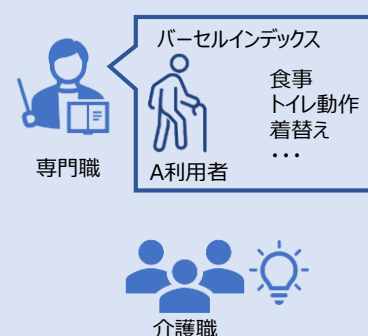 バーセルインデックス
食事
トイレ動作
着替え
・・・
専門職
A利用者
介護職